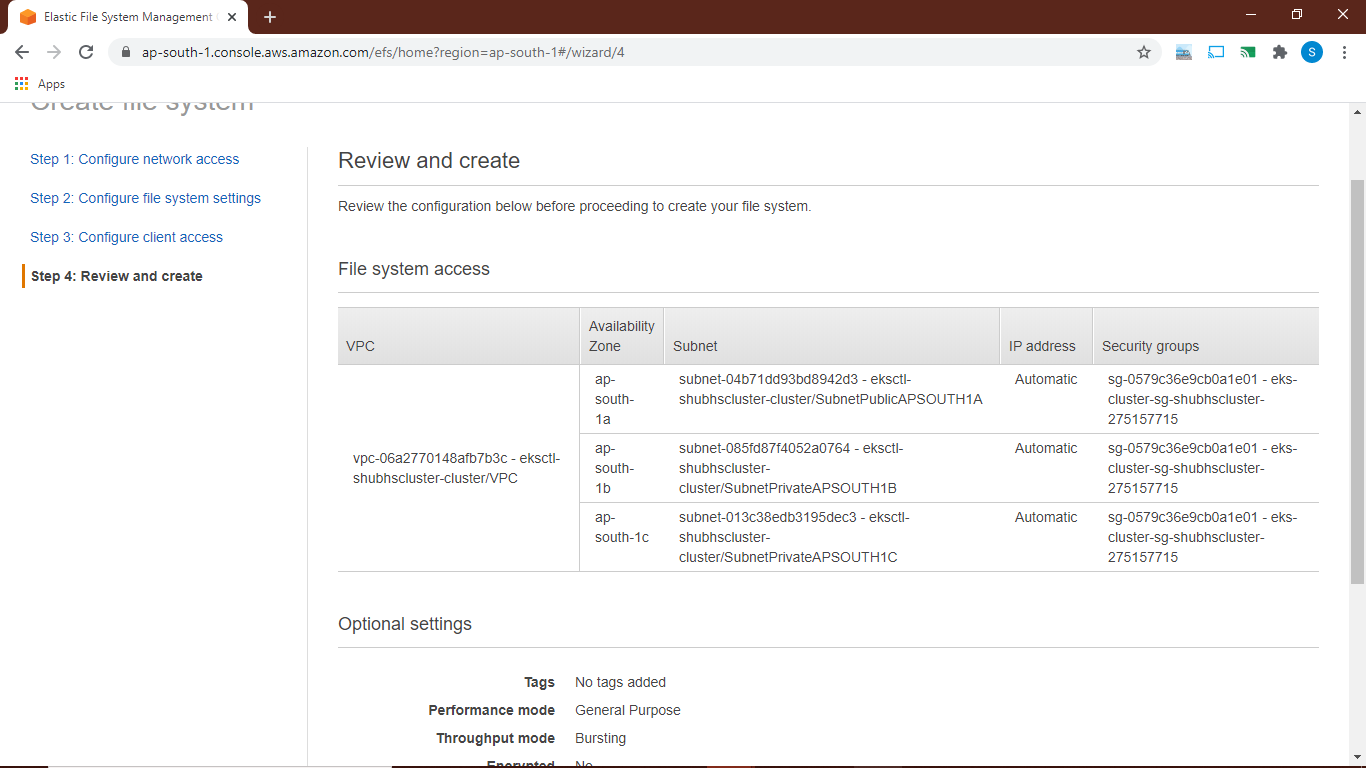 Elastic File System Management
ap-south-1.console.aws.amazon.com/efs/home?region=ap-south-1#/wizard/4
S
Apps
Create file system
Step 1: Configure network access
Step 2: Configure file system settings
Step 3: Configure client access
Step 4: Review and create
Review and create
Review the configuration below before proceeding to create your file system.
File system access
VPC
Availability
Zone
Subnet
IP address
Security groups
vpc-06a2770148afb7b3c - eksctl-
shubhscluster-cluster/VPC
ap-
south-
1a
subnet-04b71dd93bd8942d3 - eksctl-
shubhscluster-cluster/SubnetPublicAPSOUTH1A
Automatic
sg-0579c36e9cb0a1e01 - eks-
cluster-sg-shubhscluster-
275157715
ap-
south-
1b
subnet-085fd87f4052a0764 - eksctl-
shubhscluster-
cluster/SubnetPrivateAPSOUTH1B
Automatic
sg-0579c36e9cb0a1e01 - eks-
cluster-sg-shubhscluster-
275157715
ap-
south-1c
subnet-013c38edb3195dec3 - eksctl-
shubhscluster-
cluster/SubnetPrivateAPSOUTH1C
Automatic
sg-0579c36e9cb0a1e01 - eks-
cluster-sg-shubhscluster-
275157715
Optional settings
Tags No tags added
Performance mode General Purpose
Throughput mode Bursting
Encrypted No